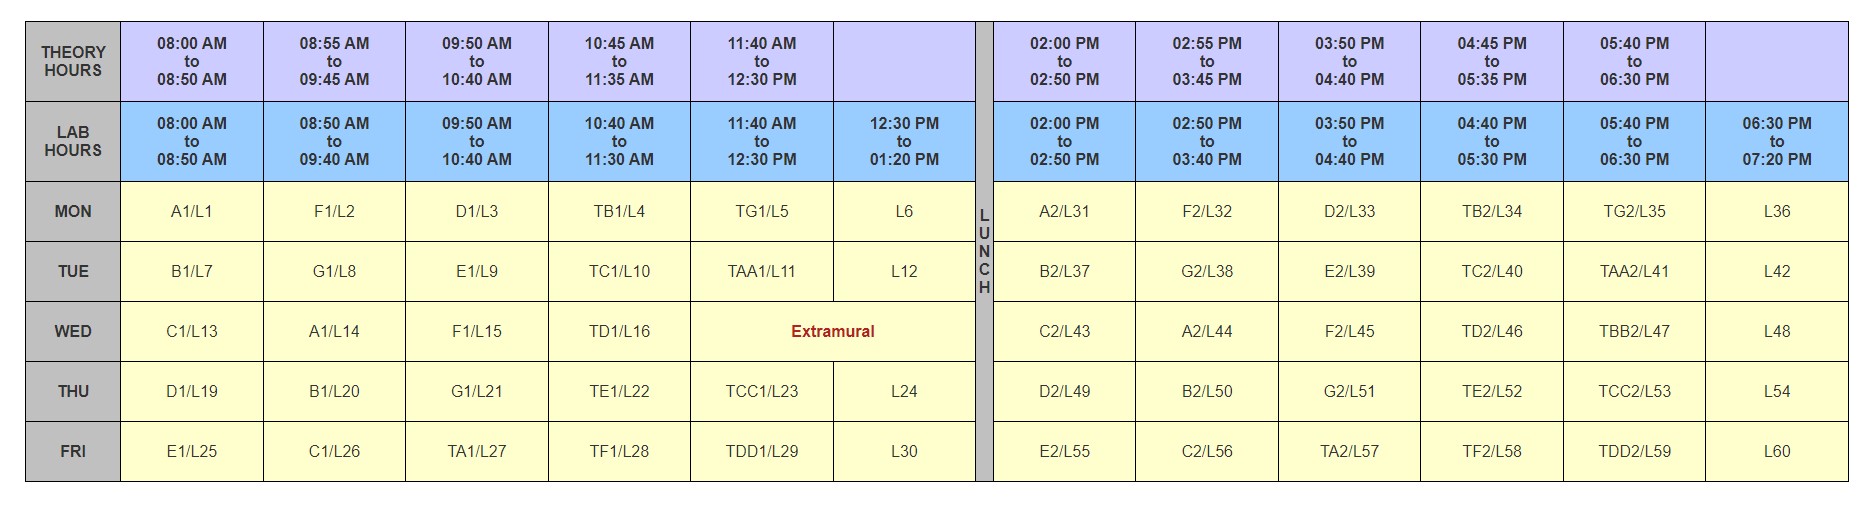 THEORY HOURS 08:00 AM to 08:50 AM 08:55 AM to 09:45 AM 09:50 AM to 10:40 AM 10:45 AM to 11:35 AM 11:40 AM to 12:30 PM LUNCH 02:00 PM to 02:50 PM 02:55 PM to 03:45 PM 03:50 PM to 04:40 PM 04:45 PM to 05:35 PM 05:40 PM to 06:30 PM
LAB HOURS 08:00 AM to 08:50 AM 08:50 AM to 09:40 AM 09:50 AM to 10:40 AM 10:40 AM to 11:30 AM 11:40 AM to 12:30 PM 12:30 PM to 01:20 PM 02:00 PM to 02:50 PM 02:50 PM to 03:40 PM 03:50 PM to 04:40 PM 04:40 PM to 05:30 PM 05:40 PM to 06:30 PM 06:30 PM to 07:20 PM
MON A1/L1 F1/L2 D1/L3 TB1/L4 TG1/L5 L6 A2/L31 F2/L32 D2/L33 TB2/L34 TG2/L35 L36
TUE B1/L7 G1/L8 E1/L9 TC1/L10 TAA1/L11 L12 B2/L37 G2/L38 E2/L39 TC2/L40 TAA2/L41 L42
WED C1/L13 A1/L14 F1/L15 TD1/L16 Extramural C2/L43 A2/L44 F2/L45 TD2/L46 TBB2/L47 L48
THU D1/L19 B1/L20 G1/L21 TE1/L22 TCC1/L23 L24 D2/L49 B2/L50 G2/L51 TE2/L52 TCC2/L53 L54
FRI E1/L25 C1/L26 TA1/L27 TF1/L28 TDD1/L29 L30 E2/L55 C2/L56 TA2/L57 TF2/L58 TDD2/L59 L60